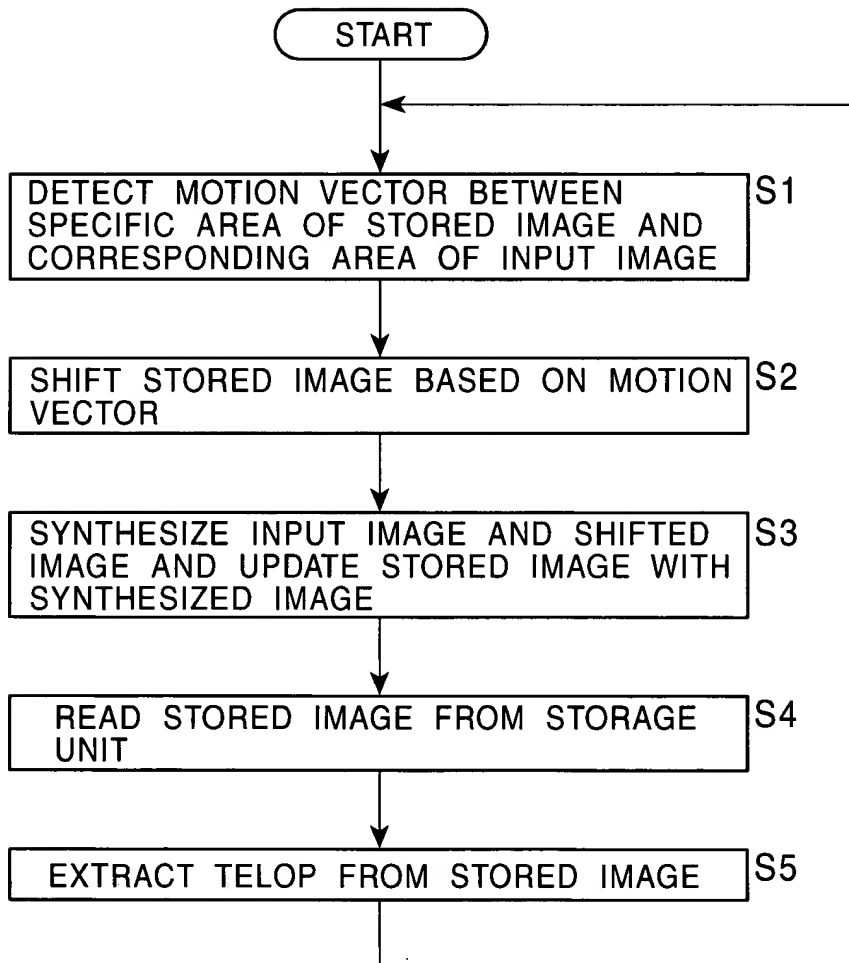 START
DETECT MOTION VECTOR BETWEEN
SPECIFIC AREA OF STORED IMAGE AND
CORRESPONDING AREA OF INPUT IMAGE
S1
SHIFT STORED IMAGE BASED ON MOTION
VECTOR
S2
SYNTHESIZE INPUT IMAGE AND SHIFTED
IMAGE AND UPDATE STORED IMAGE WITH
SYNTHESIZED IMAGE
S3
READ STORED IMAGE FROM STORAGE
UNIT
S4
EXTRACT TELOP FROM STORED IMAGE
S5